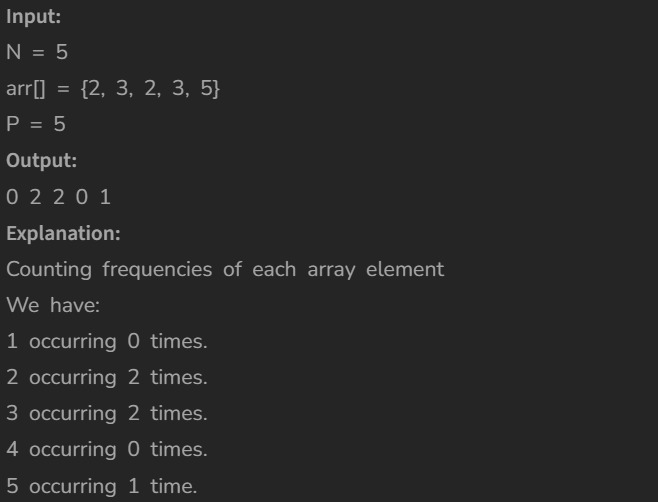 Input:
N = 5
arr[] = {2, 3, 2, 3, 5}
P = 5
Output:
0 2 2 0 1
Explanation:
Counting frequencies of each array element
We have:
1 occurring 0 times.
2 occurring 2 times.
3 occurring 2 times.
4 occurring 0 times.
5 occurring 1 time.